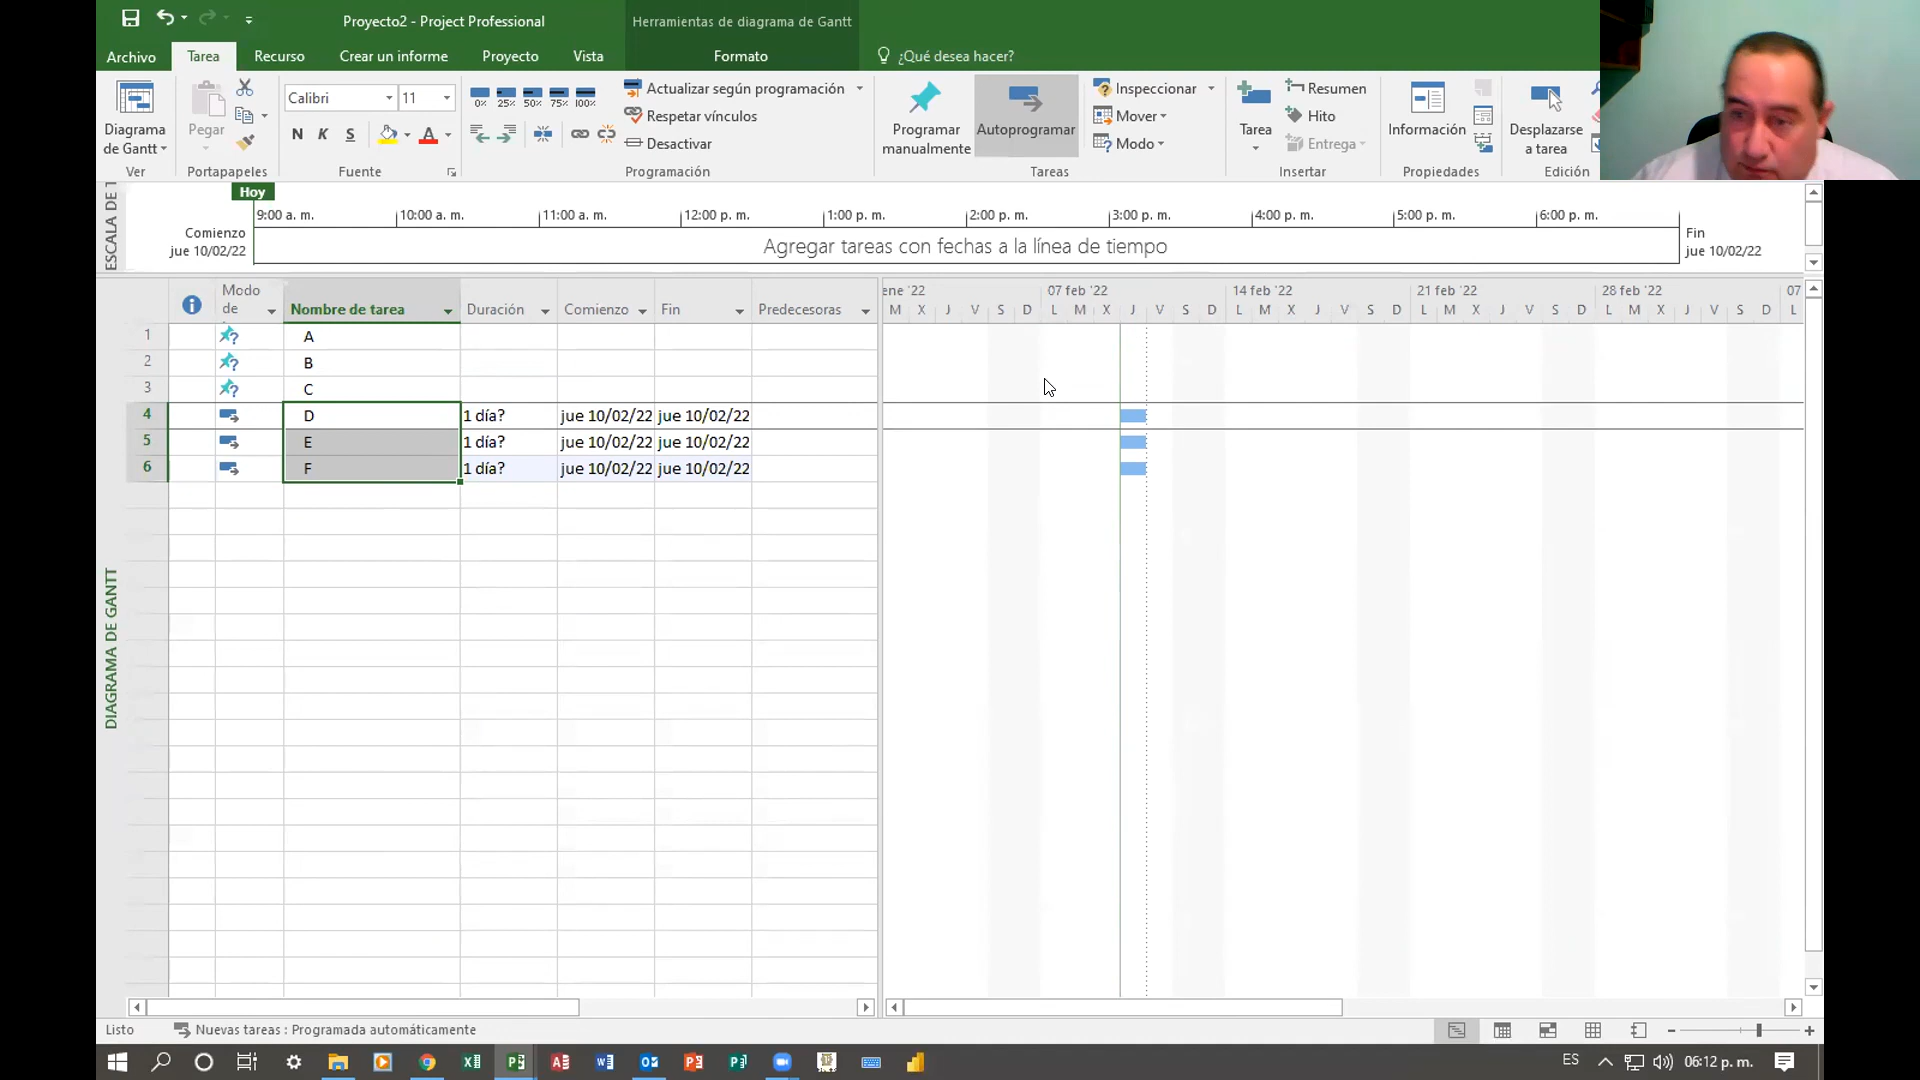 Proyecto2 - Project Professional
Herramientas de diagrama de Gantt
Archivo Tarea Recurso Crear un informe Proyecto Vista Formato ¿Qué desea hacer?
Diagrama de Gantt
Ver
Pegar
Portapapeles
Calibri 11
N K S A
Fuente
0% 25% 50% 75% 100%
Actualizar según programación
Respetar vínculos
Desactivar
Programación
Programar manualmente
Autoprogramar
Inspeccionar
Mover
Modo
Tareas
Tarea
Resumen
Hito
Entrega
Insertar
Información
Propiedades
Desplazarse a tarea
Edición
ESCALA DE T
Hoy
9:00 a. m. 10:00 a. m. 11:00 a. m. 12:00 p. m. 1:00 p. m. 2:00 p. m. 3:00 p. m. 4:00 p. m. 5:00 p. m. 6:00 p. m.
Comienzo
jue 10/02/22
Agregar tareas con fechas a la línea de tiempo
Fin
jue 10/02/22
Modo de Nombre de tarea Duración Comienzo Fin Predecesoras
ene '22 07 feb '22 14 feb '22 21 feb '22 28 feb '22 07
M X J V S D L M X J V S D L M X J V S D L M X J V S D L M X J V S D L
1 A
2 B
3 C
4 D 1 día? jue 10/02/22 jue 10/02/22
5 E 1 día? jue 10/02/22 jue 10/02/22
6 F 1 día? jue 10/02/22 jue 10/02/22
DIAGRAMA DE GANTT
Listo Nuevas tareas : Programada automáticamente
ES 06:12 p. m.